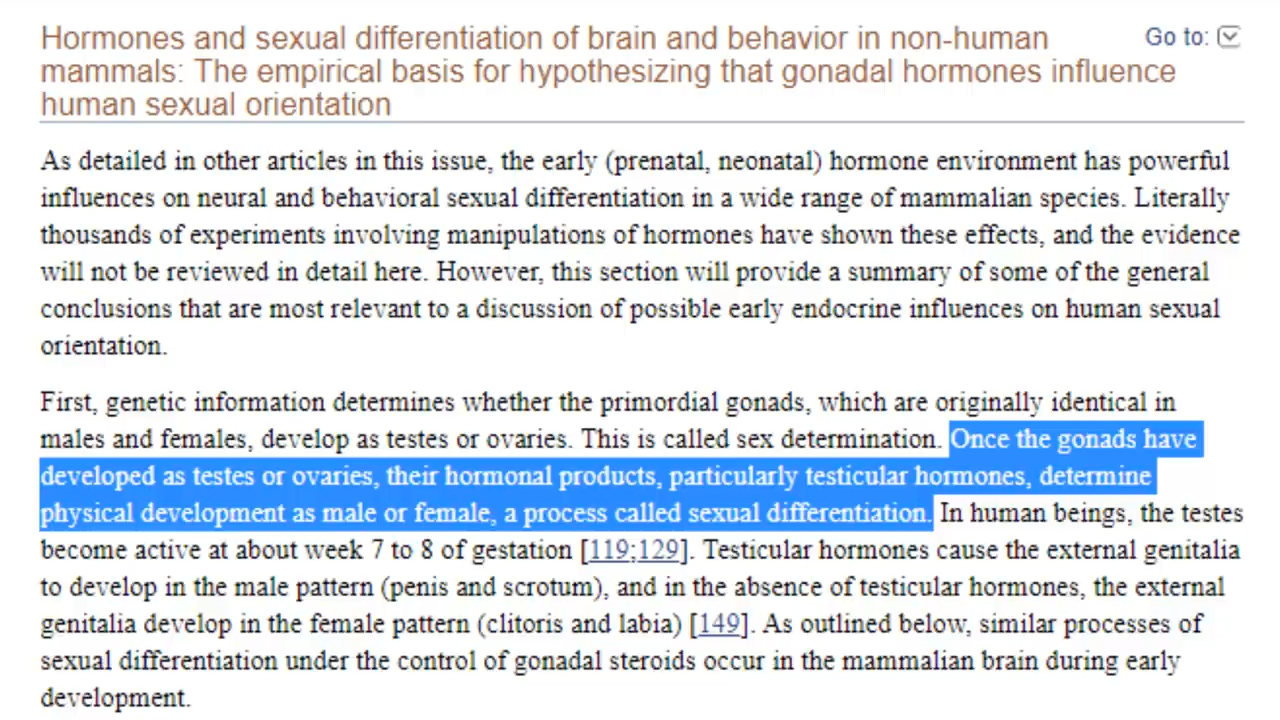 Hormones and sexual differentiation of brain and behavior in non-human
Go to:
mammals: The empirical basis for hypothesizing that gonadal hormones influence
human sexual orientation
As detailed in other articles in this issue, the early (prenatal, neonatal) hormone environment has powerful
influences on neural and behavioral sexual differentiation in a wide range of mammalian species. Literally
thousands of experiments involving manipulations of hormones have shown these effects, and the evidence
will not be reviewed in detail here. However, this section will provide a summary of some of the general
conclusions that are most relevant to a discussion of possible early endocrine influences on human sexual
orientation.
First, genetic information determines whether the primordial gonads, which are originally identical in
males and females, develop as testes or ovaries. This is called sex determination. Once the gonads have
developed as testes or ovaries, their hormonal products, particularly testicular hormones, determine
physical development as male or female, a process called sexual differentiation. In human beings, the testes
become active at about week 7 to 8 of gestation [119;129]. Testicular hormones cause the external genitalia
to develop in the male pattern (penis and scrotum), and in the absence of testicular hormones, the external
genitalia develop in the female pattern (clitoris and labia) [149]. As outlined below, similar processes of
sexual differentiation under the control of gonadal steroids occur in the mammalian brain during early
development.